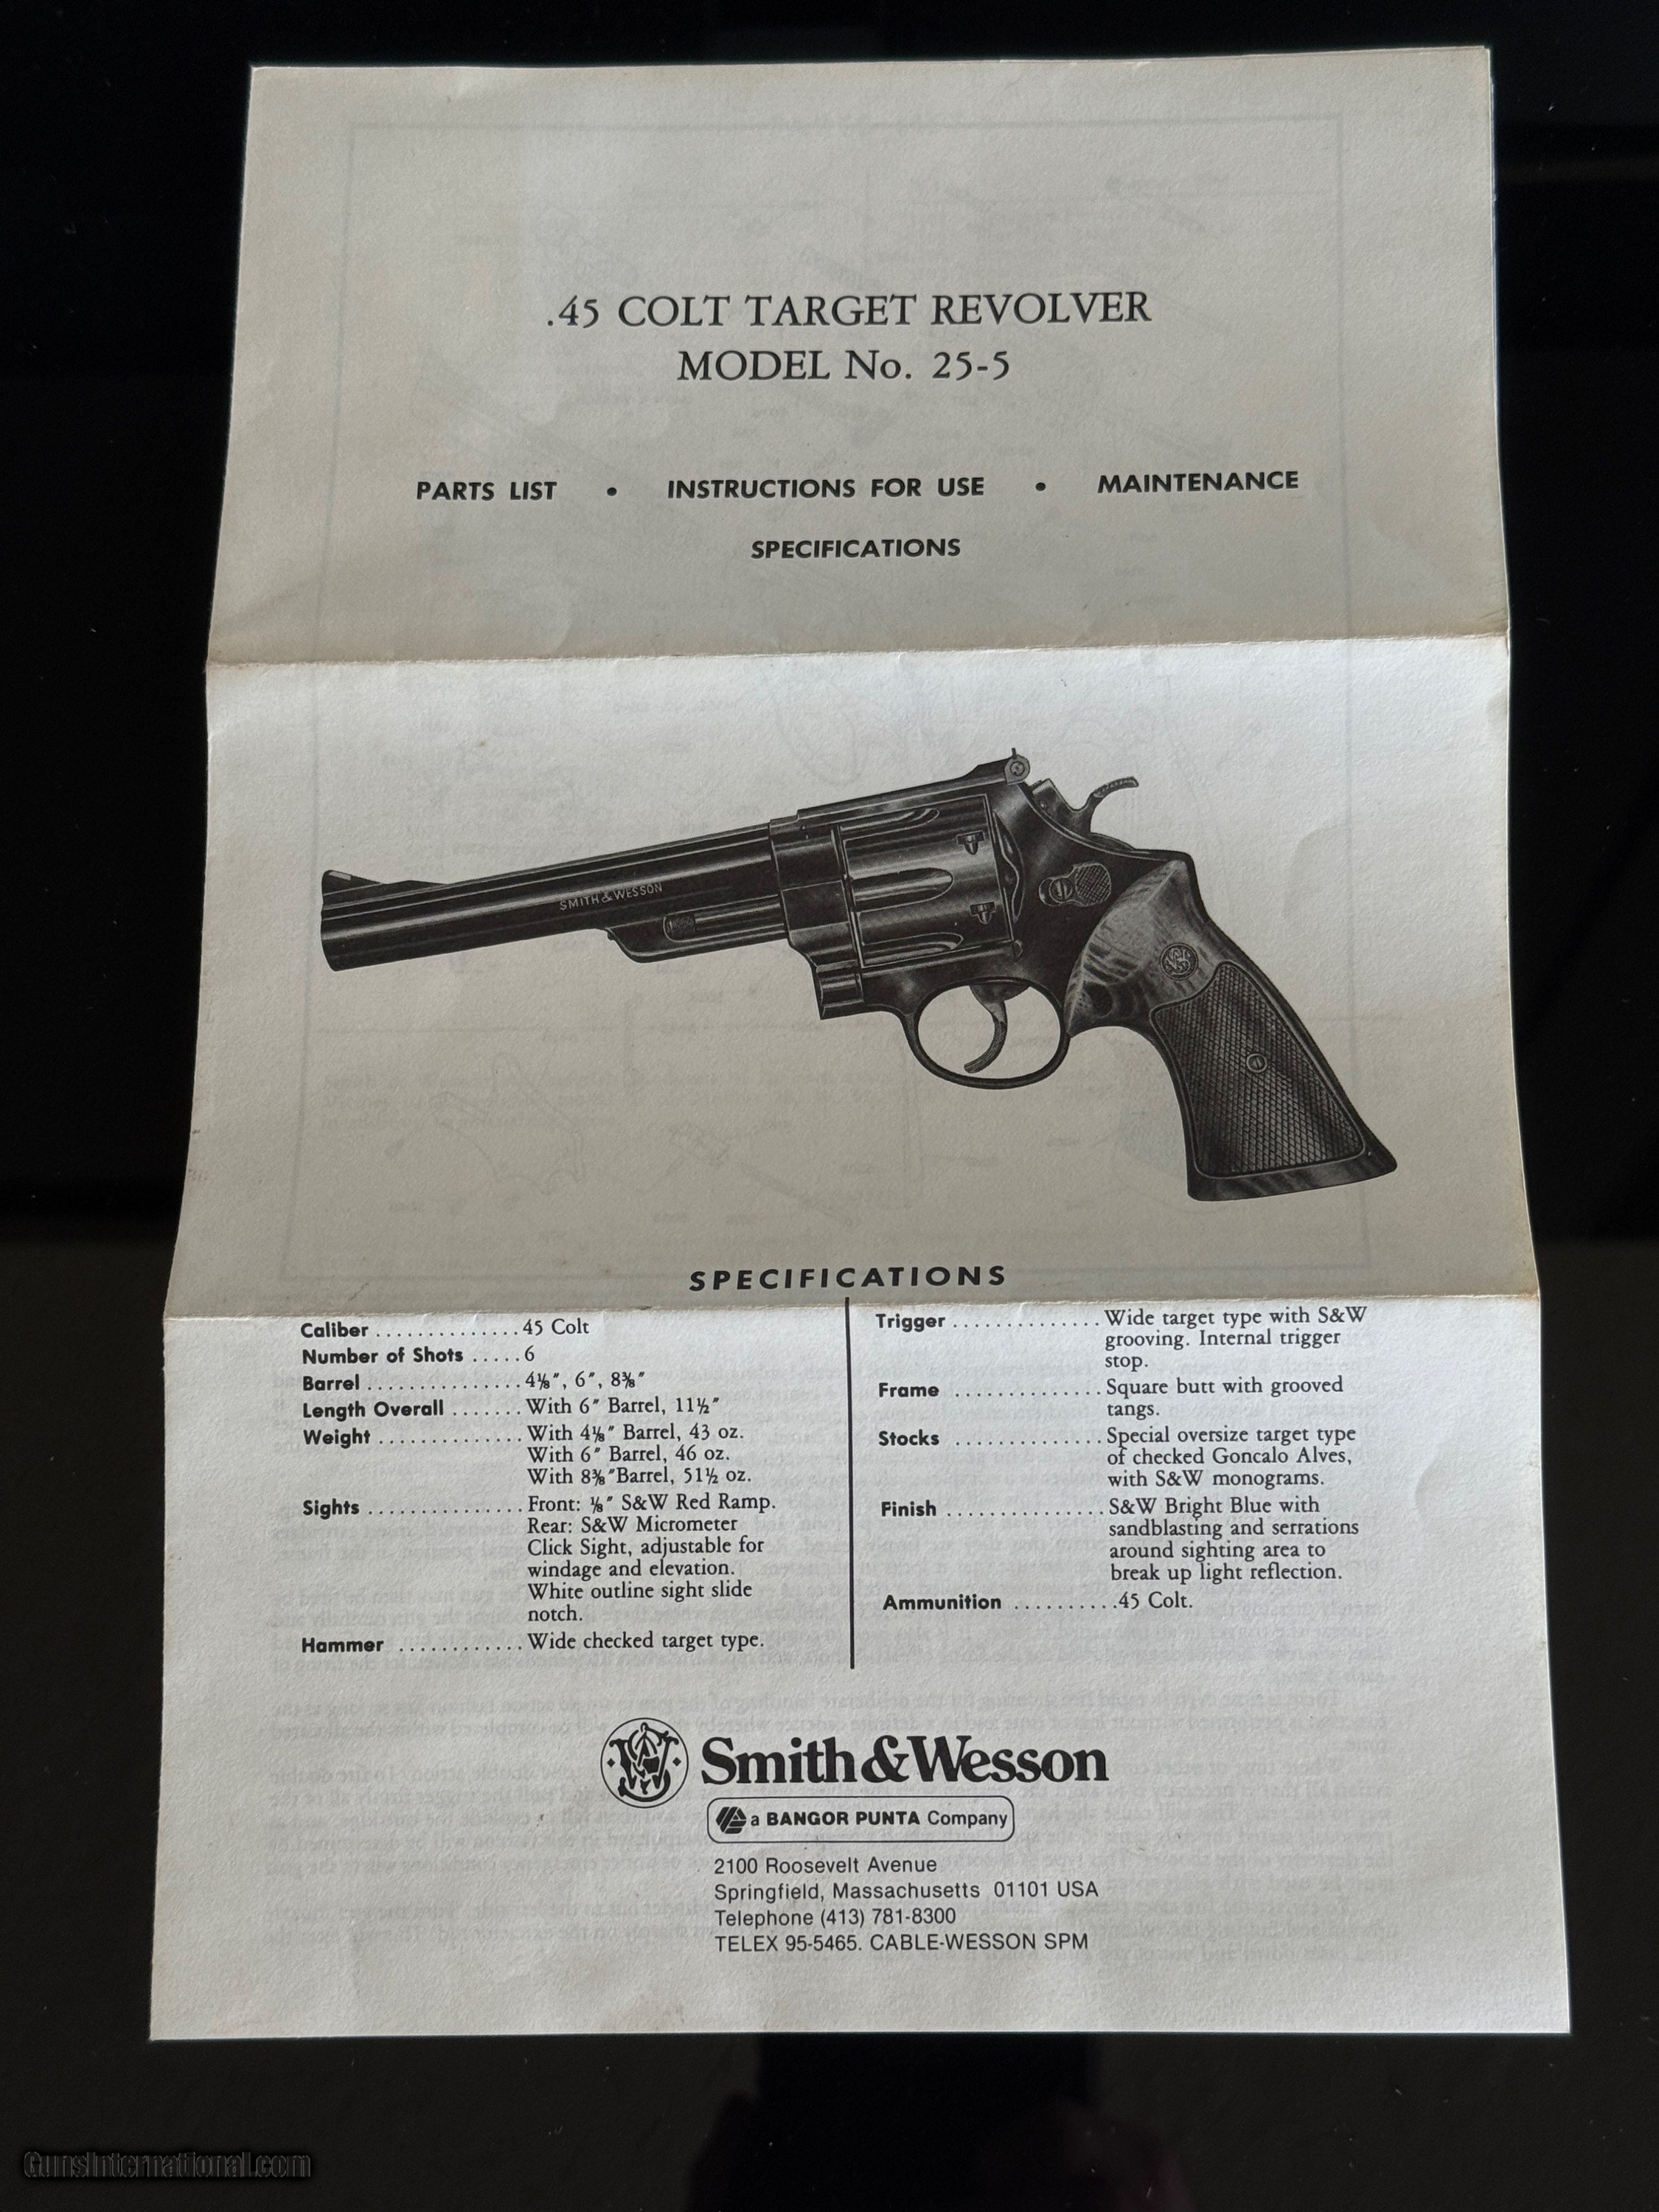 .45 COLT TARGET REVOLVER
MODEL No. 25-5
PARTS LIST • INSTRUCTIONS FOR USE • MAINTENANCE
SPECIFICATIONS
SMITH & WESSON
SPECIFICATIONS
Caliber ..............45 Colt
Number of Shots .....6
Barrel ...............4⅛″, 6″, 8⅜″
Length Overall .......With 6″ Barrel, 11½″
Weight ..............With 4⅛″ Barrel, 43 oz.
With 6″ Barrel, 46 oz.
With 8⅜″Barrel, 51½ oz.
Sights ...............Front: ⅛″ S&W Red Ramp.
Rear: S&W Micrometer
Click Sight, adjustable for
windage and elevation.
White outline sight slide
notch.
Hammer ............Wide checked target type.
Trigger ..............Wide target type with S&W
grooving. Internal trigger
stop.
Frame ..............Square butt with grooved
tangs.
Stocks ..............Special oversize target type
of checked Goncalo Alves,
with S&W monograms.
Finish ...............S&W Bright Blue with
sandblasting and serrations
around sighting area to
break up light reflection.
Ammunition ..........45 Colt.
Smith & Wesson
a BANGOR PUNTA Company
2100 Roosevelt Avenue
Springfield, Massachusetts 01101 USA
Telephone (413) 781-8300
TELEX 95-5465. CABLE-WESSON SPM
GunsInternational.com